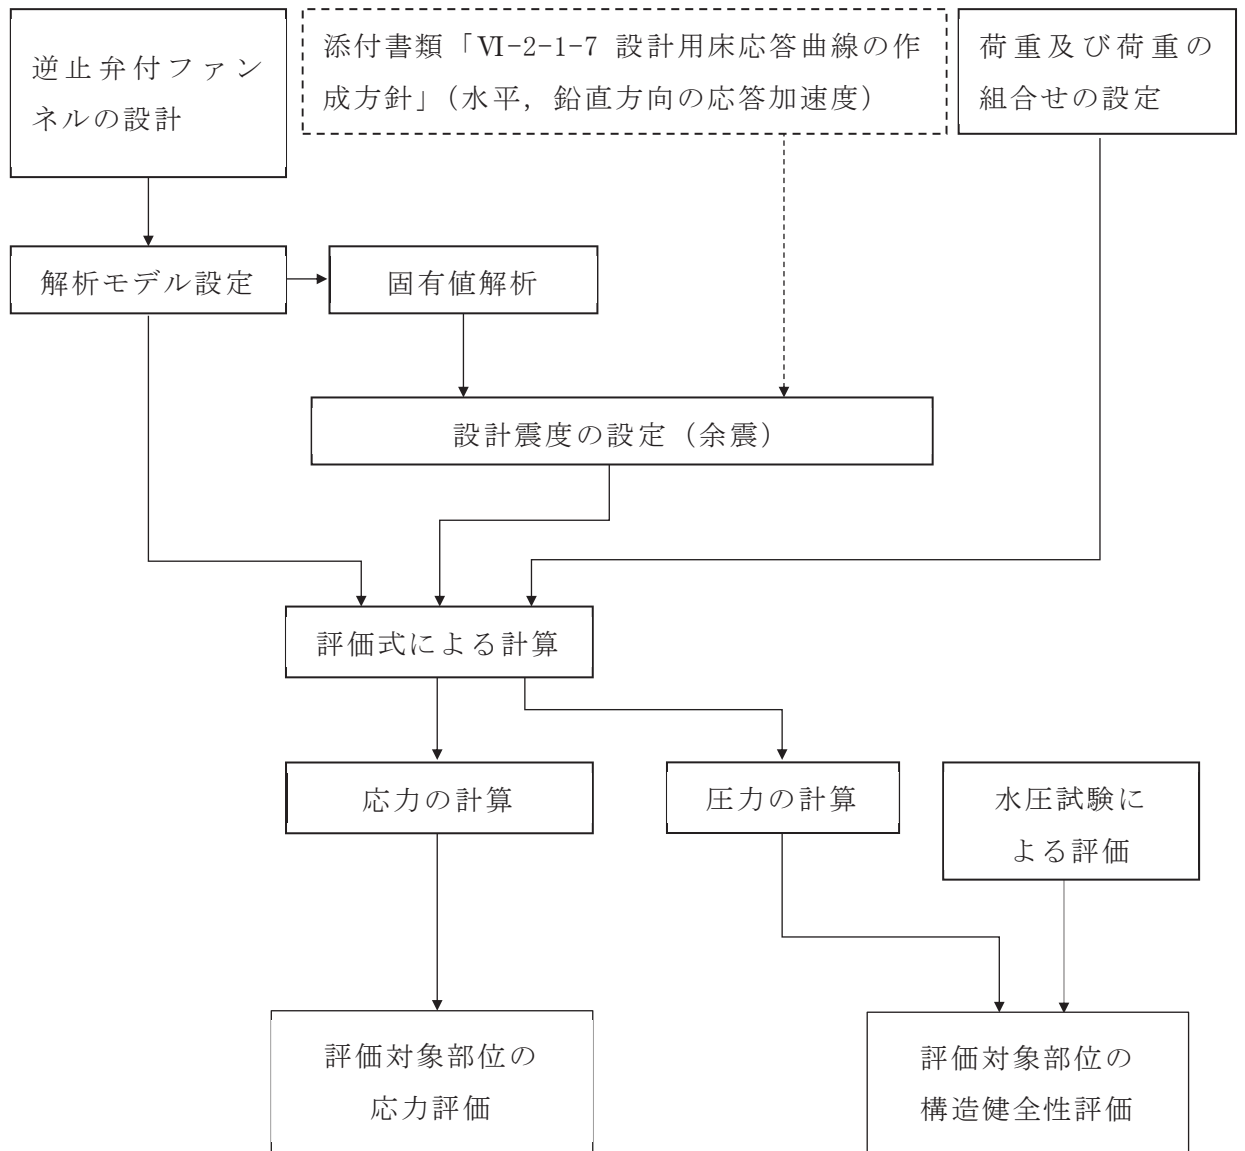 逆止弁付ファン
ネルの設計
添付書類「Ⅵ-2-1-7 設計用床応答曲線の作
成方針」(水平，鉛直方向の応答加速度)
荷重及び荷重の
組合せの設定
解析モデル設定
固有値解析
設計震度の設定（余震）
評価式による計算
応力の計算
圧力の計算
水圧試験に
よる評価
評価対象部位の
応力評価
評価対象部位の
構造健全性評価